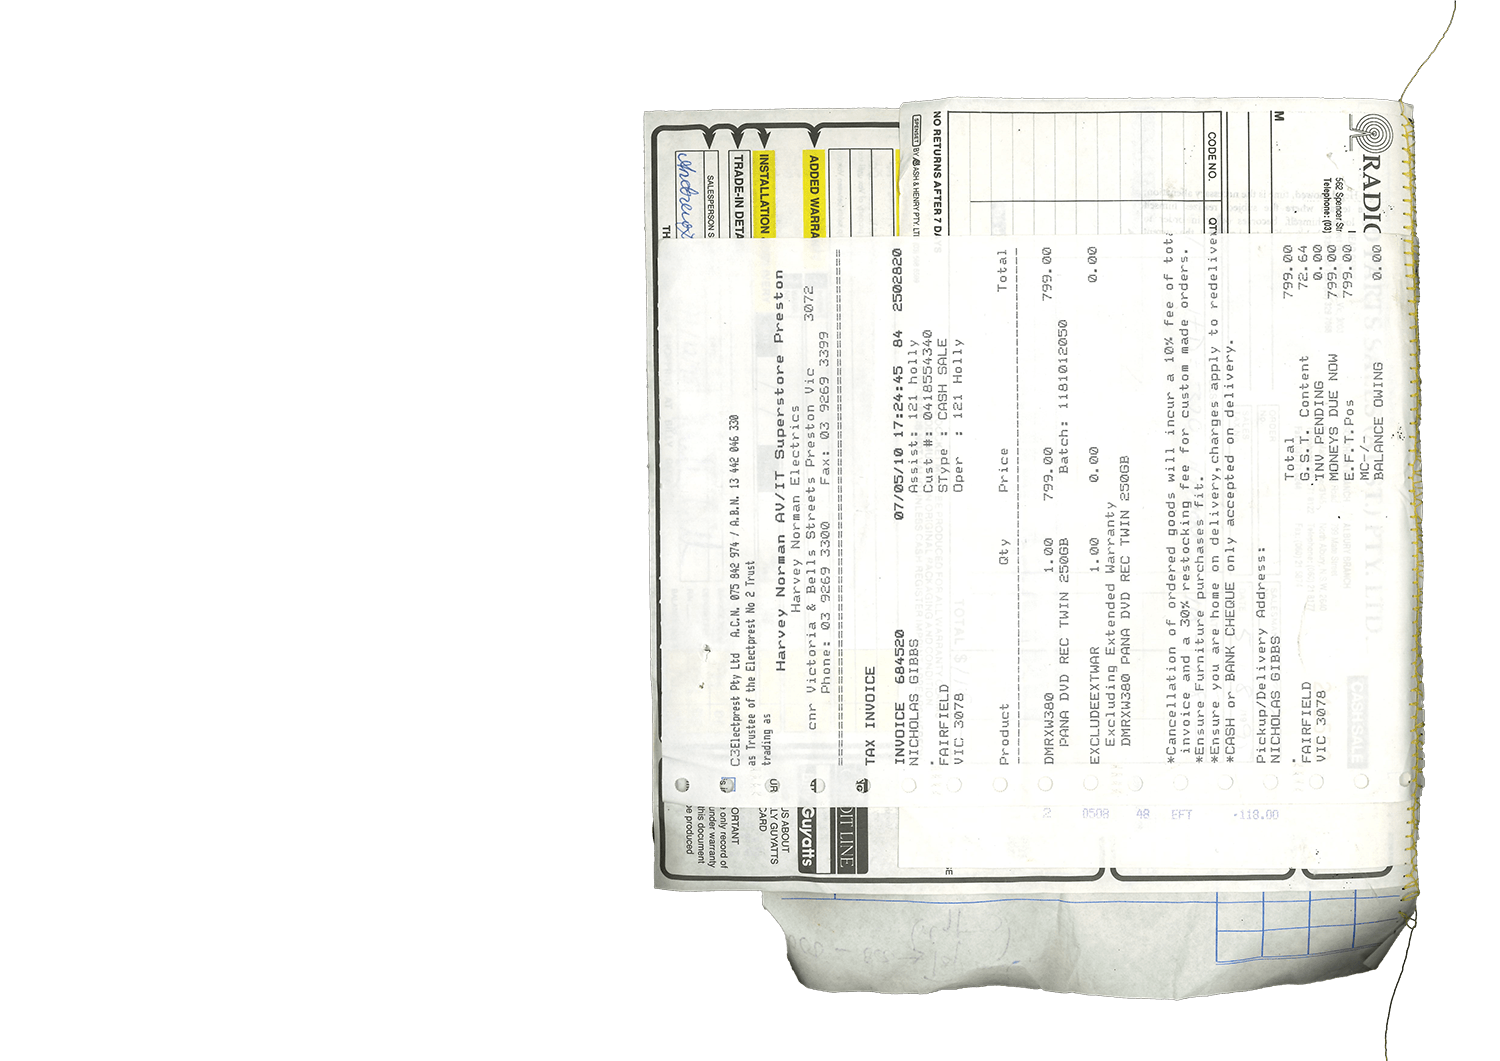 C3Electprest Pty Ltd A.C.N. 075 842 974 / A.B.N. 13 442 046 330
as Trustee of the Electprest No 2 Trust
trading as
Harvey Norman AV/IT Superstore Preston
Harvey Norman Electrics
cnr Victoria & Bells Streets Preston Vic 3072
Phone: 03 9269 3300 Fax: 03 9269 3399
TAX INVOICE
INVOICE 684520 07/05/10 17:24:45 84 2502820
NICHOLAS GIBBS Assist: 121 holly
Cust #: 0418554340
FAIRFIELD SType : CASH SALE
VIC 3078 Oper : 121 Holly
Product Qty Price Total
DMRXW380 1.00 799.00 799.00
PANA DVD REC TWIN 250GB Batch: 1181012050
EXCLUDEEXTWAR 1.00 0.00 0.00
Excluding Extended Warranty
DMRXW380 PANA DVD REC TWIN 250GB
*Cancellation of ordered goods will incur a 10% fee of tota
invoice and a 30% restocking fee for custom made orders.
*Ensure Furniture purchases fit.
*Ensure you are home on delivery,charges apply to redelive
*CASH or BANK CHEQUE only accepted on delivery.
Pickup/Delivery Address:
NICHOLAS GIBBS
FAIRFIELD
VIC 3078
Total 799.00
G.S.T. Content 72.64
INV PENDING 0.00
MONEYS DUE NOW 799.00
E.F.T.Pos 799.00
MC-/-
BALANCE OWING 0.00
RADIO
562 Spencer Str
Telephone: (03)
M
CODE NO.
QT
NO RETURNS AFTER 7 DAYS
SPENSET BY ASH & HENRY PTY. LT
ADDED WARRA
INSTALLATION
TRADE-IN DETA
SALESPERSON S
TH
2 0508 48 EFT -118.00
DIT LINE
Guyatts
US ABOUT
LLY GUYATTS
CARD
ORTANT
only record of
under warranty
this document
be produced